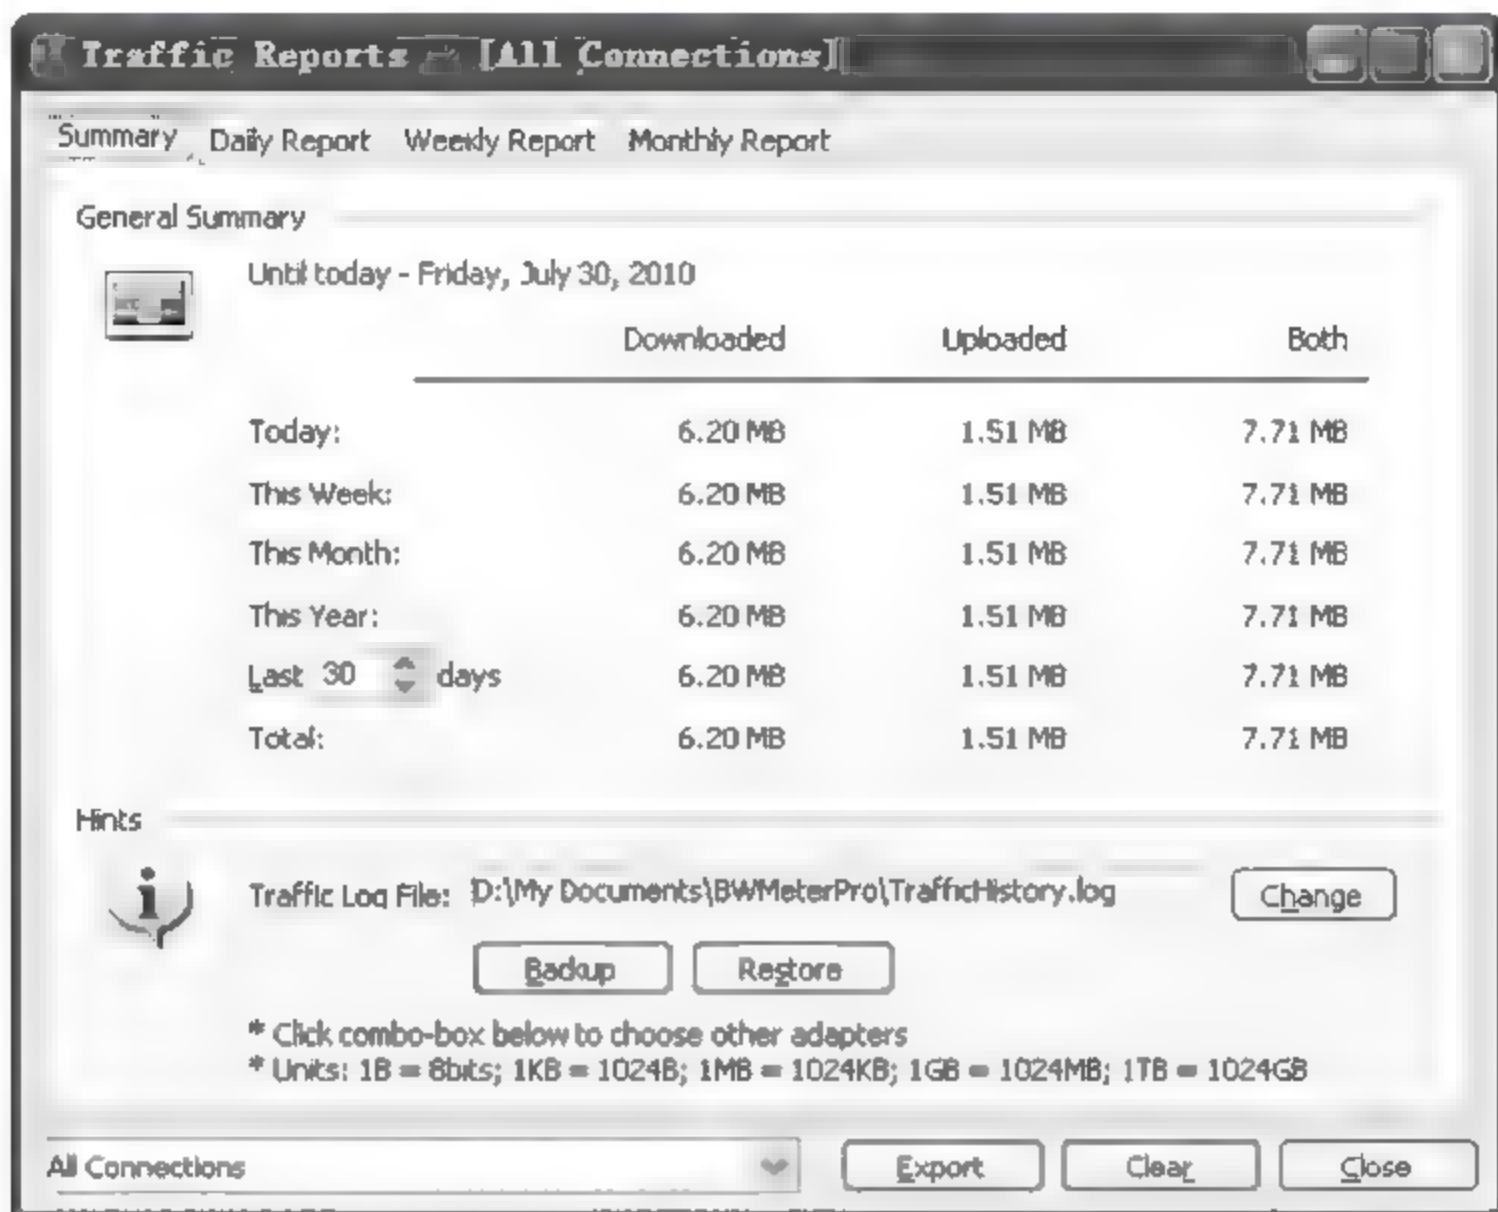 Traffic Reports [All Connections]
Summary Daily Report Weekly Report Monthly Report
General Summary
Until today - Friday, July 30, 2010
Downloaded Uploaded Both
Today: 6.20 MB 1.51 MB 7.71 MB
This Week: 6.20 MB 1.51 MB 7.71 MB
This Month: 6.20 MB 1.51 MB 7.71 MB
This Year: 6.20 MB 1.51 MB 7.71 MB
Last 30 days 6.20 MB 1.51 MB 7.71 MB
Total: 6.20 MB 1.51 MB 7.71 MB
Hints
Traffic Log File: D:\My Documents\BWMeterPro\TrafficHistory.log Change
Backup Restore
* Click combo-box below to choose other adapters
* Units: 1B = 8bits; 1KB = 1024B; 1MB = 1024KB; 1GB = 1024MB; 1TB = 1024GB
All Connections Export Clear Close